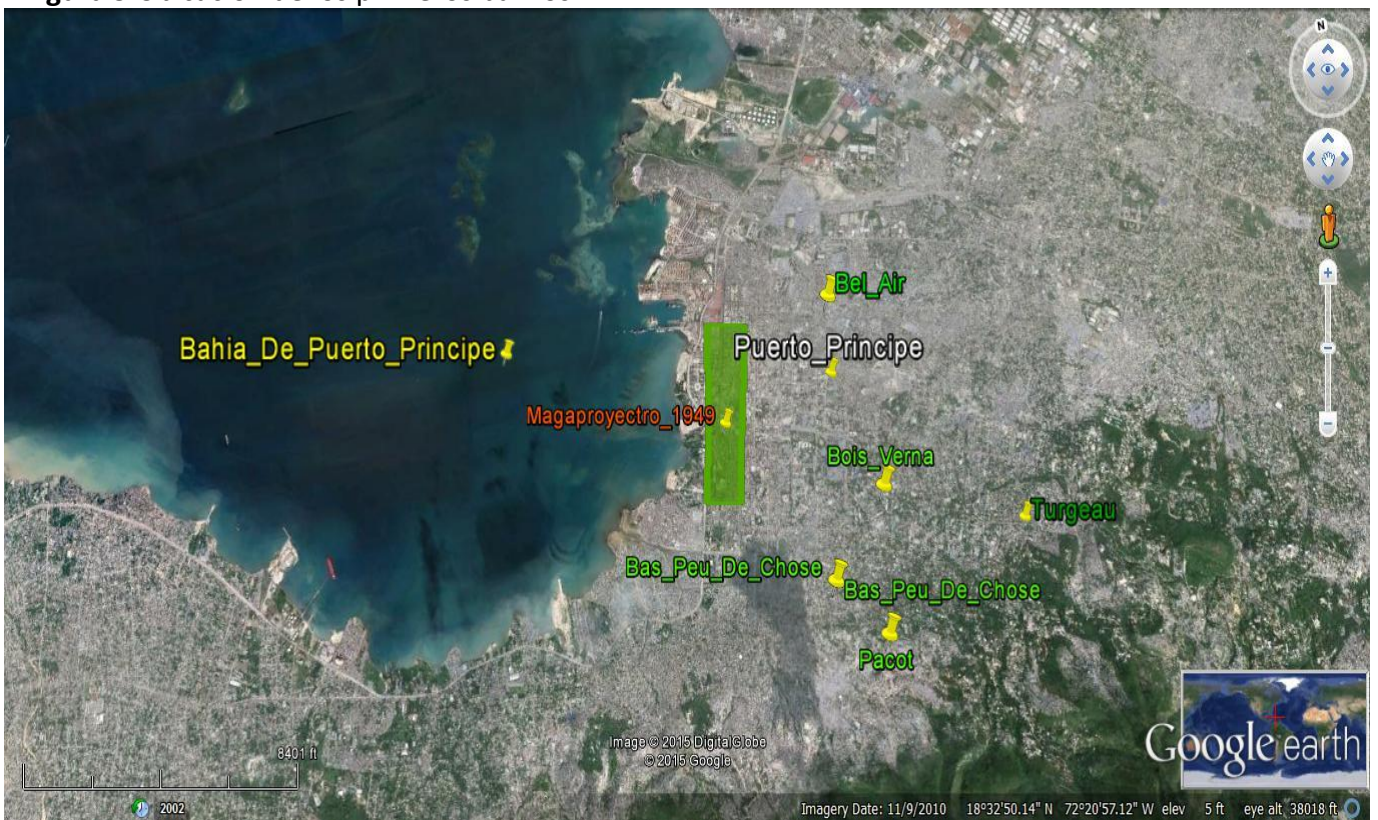 N
Bel_Air
Puerto_Principe
Bahia_De_Puerto_Principe
Magaproyectro_1949
Bois_Verna
Turgeau
Bas_Peu_De_Chose
Bas_Peu_De_Chose
Pacot
Google earth
8401 ft
Image © 2015 DigitalGlobe
© 2015 Google
2002
Imagery Date: 11/9/2010 18°32'50.14" N 72°20'57.12" W elev 5 ft eye alt 38018 ft